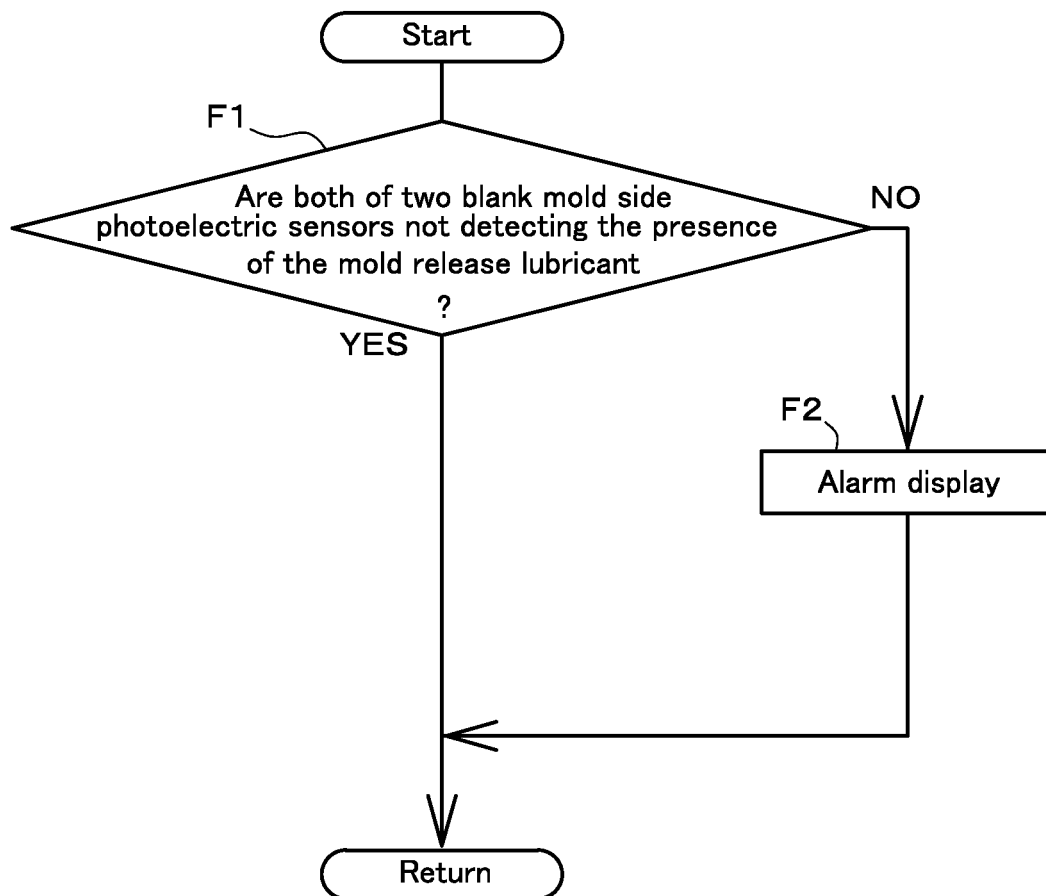 Start
F1
Are both of two blank mold side
photoelectric sensors not detecting the presence
of the mold release lubricant
?
NO
YES
F2
Alarm display
Return